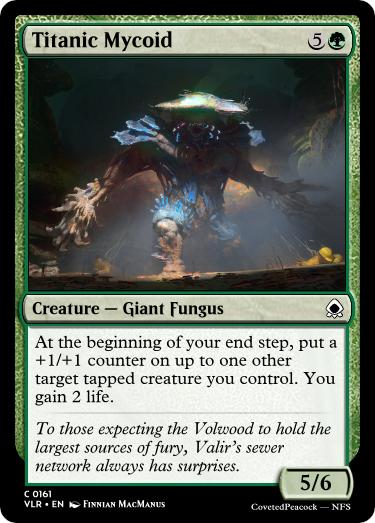 Titanic Mycoid 5
Creature — Giant Fungus
At the beginning of your end step, put a
+1/+1 counter on up to one other
target tapped creature you control. You
gain 2 life.
To those expecting the Volwood to hold the
largest sources of fury, Valir's sewer
network always has surprises.
5/6
C 0161
VLR • EN FINNIAN MACMANUS
CovetedPeacock — NFS